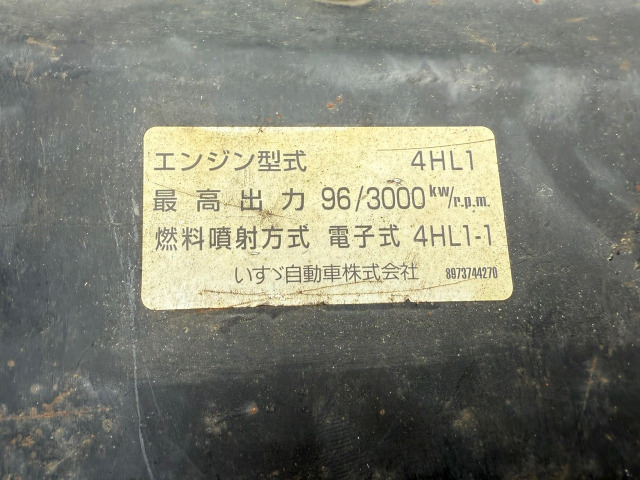 エンジン型式 4HL1
最高出力 96/3000 kw/r.p.m.
燃料噴射方式 電子式 4HL1-1
いすゞ自動車株式会社 8973744270